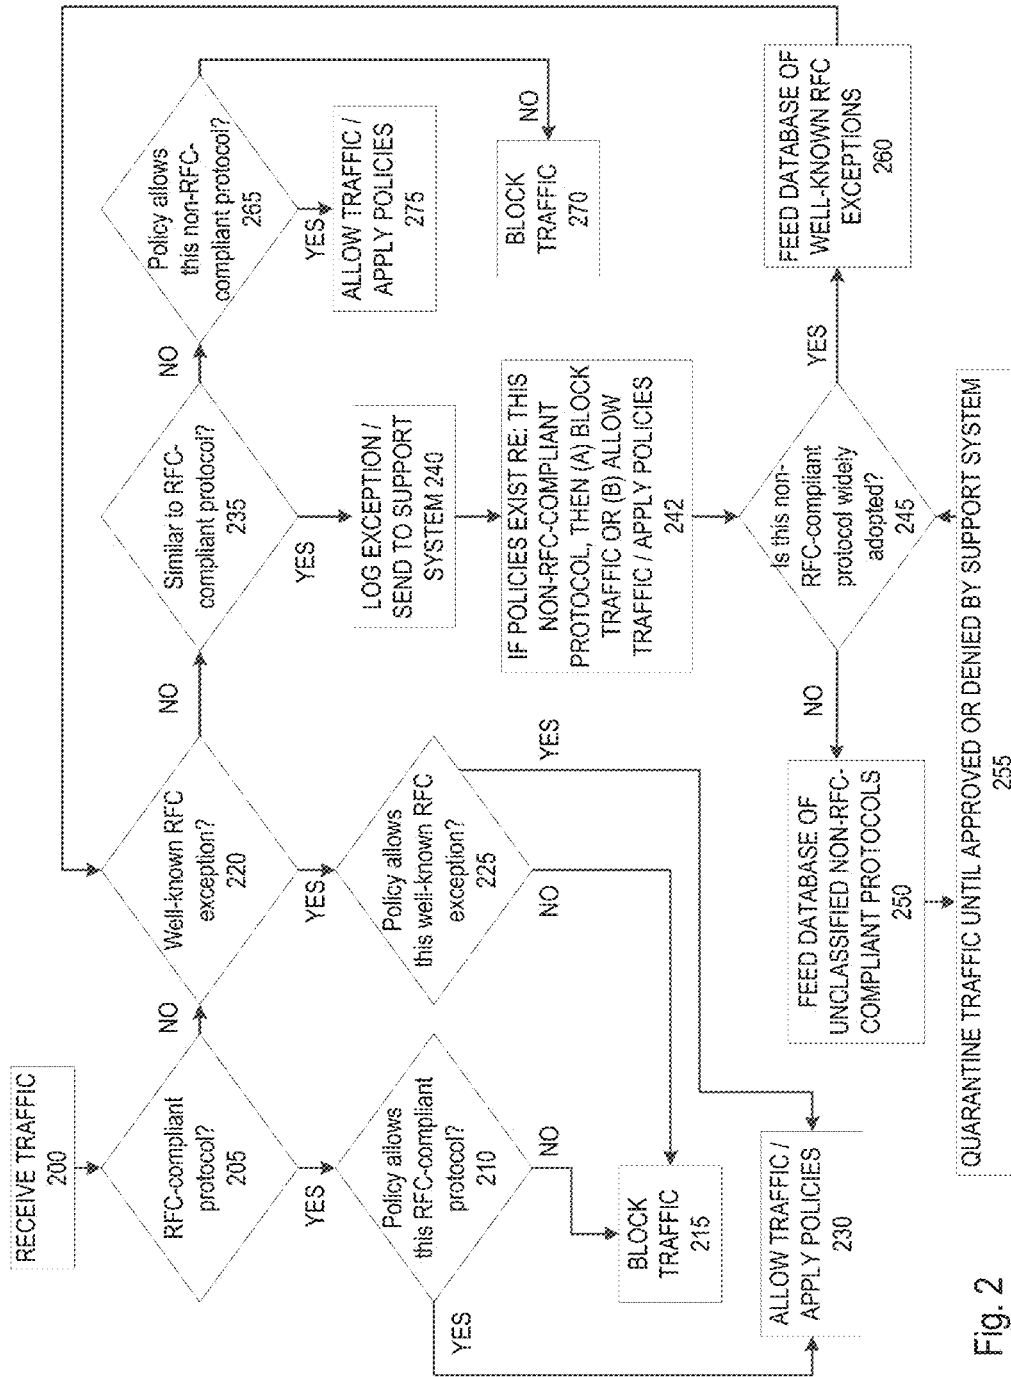 RECEIVE TRAFFIC
200
RFC-compliant
protocol?
205
NO
YES
Policy allows
this RFC-compliant
protocol?
210
NO
YES
BLOCK
TRAFFIC
215
ALLOW TRAFFIC /
APPLY POLICIES
230
Well-known RFC
exception?
220
NO
YES
Policy allows
this well-known RFC
exception?
225
NO
YES
Similar to RFC-
compliant protocol?
235
NO
YES
LOG EXCEPTION /
SEND TO SUPPORT
SYSTEM 240
IF POLICIES EXIST RE: THIS
NON-RFC-COMPLIANT
PROTOCOL, THEN (A) BLOCK
TRAFFIC OR (B) ALLOW
TRAFFIC / APPLY POLICIES
242
Is this non-
RFC-compliant
protocol widely
adopted?
245
NO
YES
FEED DATABASE OF
UNCLASSIFIED NON-RFC-
COMPLIANT PROTOCOLS
250
QUARANTINE TRAFFIC UNTIL APPROVED OR DENIED BY SUPPORT SYSTEM
255
FEED DATABASE OF
WELL-KNOWN RFC
EXCEPTIONS
260
Policy allows
this non-RFC-
compliant protocol?
265
YES
NO
ALLOW TRAFFIC /
APPLY POLICIES
275
BLOCK
TRAFFIC
270
Fig. 2